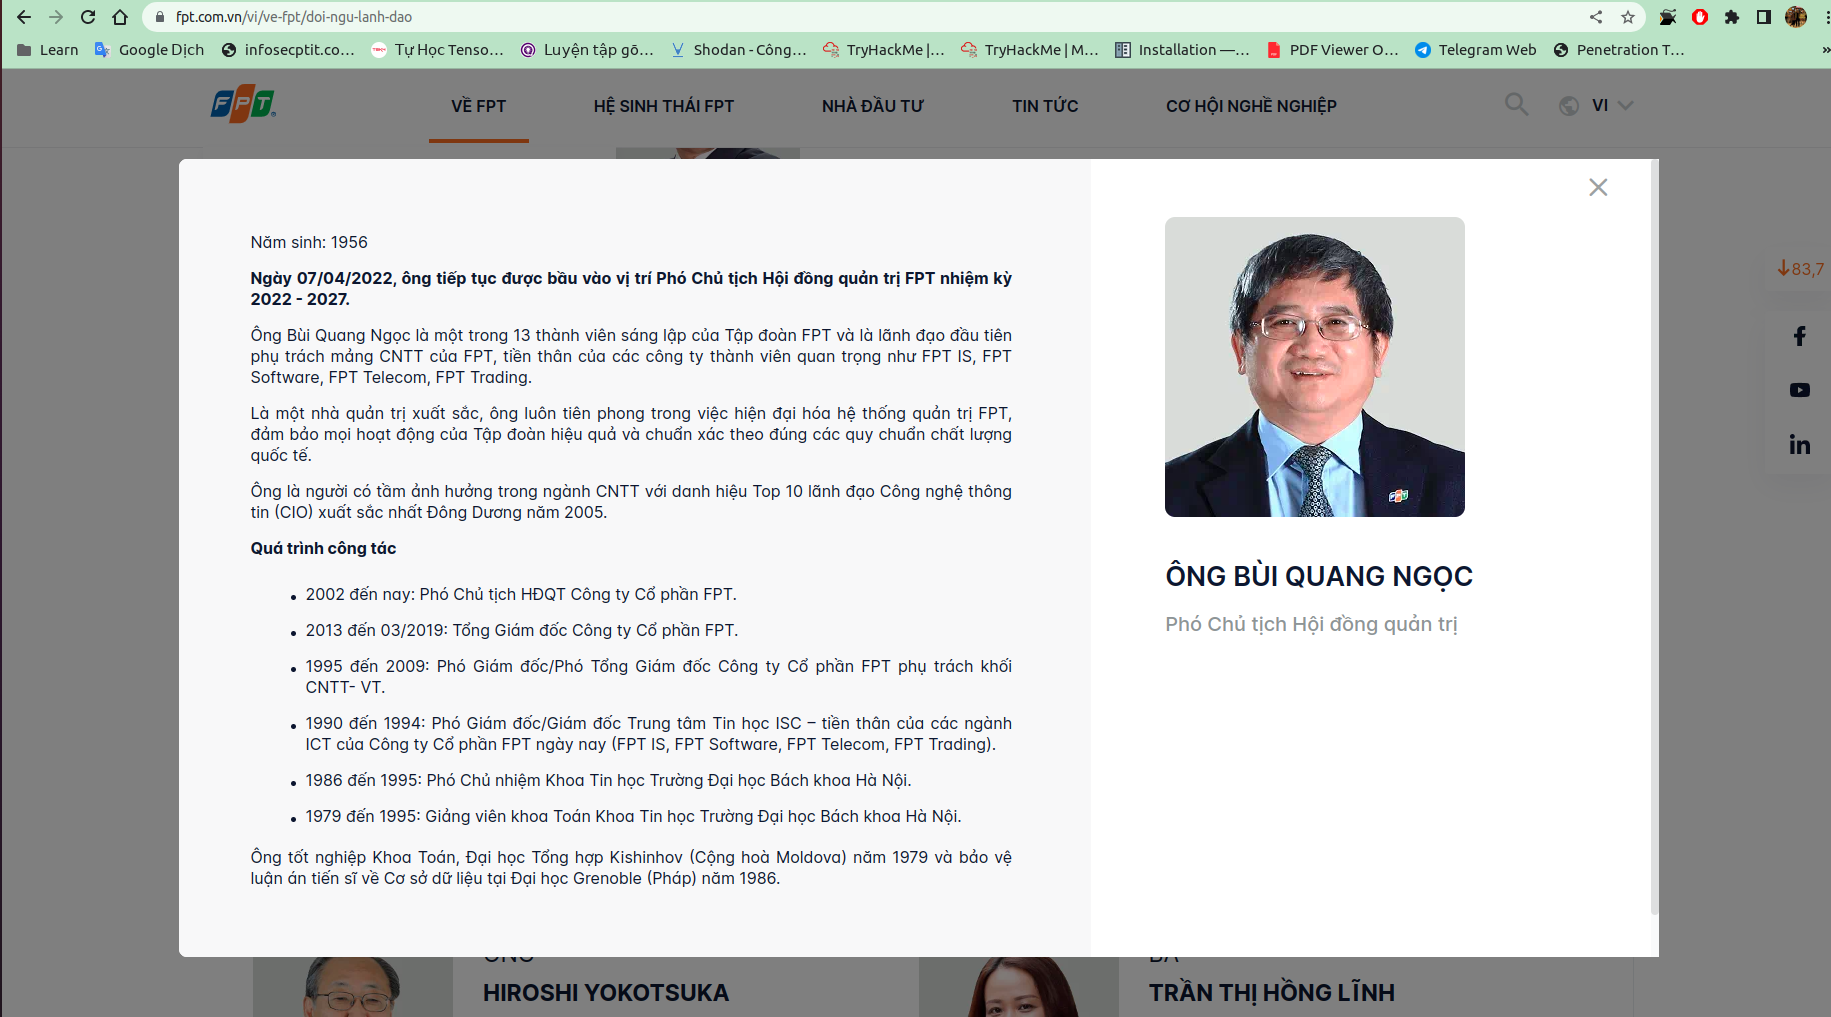 fpt.com.vn/vi/ve-fpt/doi-ngu-lanh-dao
Learn
Google Dịch
infosecptit.co...
Tự Học Tenso...
Luyện tập gõ...
Shodan - Công...
TryHackMe |...
TryHackMe | M...
Installation —...
PDF Viewer O...
Telegram Web
Penetration T...
»
FPT
VỀ FPT
HỆ SINH THÁI FPT
NHÀ ĐẦU TƯ
TIN TỨC
CƠ HỘI NGHỀ NGHIỆP
VI
Năm sinh: 1956
Ngày 07/04/2022, ông tiếp tục được bầu vào vị trí Phó Chủ tịch Hội đồng quản trị FPT nhiệm kỳ
2022 - 2027.
Ông Bùi Quang Ngọc là một trong 13 thành viên sáng lập của Tập đoàn FPT và là lãnh đạo đầu tiên
phụ trách mảng CNTT của FPT, tiền thân của các công ty thành viên quan trọng như FPT IS, FPT
Software, FPT Telecom, FPT Trading.
Là một nhà quản trị xuất sắc, ông luôn tiên phong trong việc hiện đại hóa hệ thống quản trị FPT,
đảm bảo mọi hoạt động của Tập đoàn hiệu quả và chuẩn xác theo đúng các quy chuẩn chất lượng
quốc tế.
Ông là người có tầm ảnh hưởng trong ngành CNTT với danh hiệu Top 10 lãnh đạo Công nghệ thông
tin (CIO) xuất sắc nhất Đông Dương năm 2005.
Quá trình công tác
2002 đến nay: Phó Chủ tịch HĐQT Công ty Cổ phần FPT.
2013 đến 03/2019: Tổng Giám đốc Công ty Cổ phần FPT.
1995 đến 2009: Phó Giám đốc/Phó Tổng Giám đốc Công ty Cổ phần FPT phụ trách khối
CNTT- VT.
1990 đến 1994: Phó Giám đốc/Giám đốc Trung tâm Tin học ISC – tiền thân của các ngành
ICT của Công ty Cổ phần FPT ngày nay (FPT IS, FPT Software, FPT Telecom, FPT Trading).
1986 đến 1995: Phó Chủ nhiệm Khoa Tin học Trường Đại học Bách khoa Hà Nội.
1979 đến 1995: Giảng viên khoa Toán Khoa Tin học Trường Đại học Bách khoa Hà Nội.
Ông tốt nghiệp Khoa Toán, Đại học Tổng hợp Kishinhov (Cộng hoà Moldova) năm 1979 và bảo vệ
luận án tiến sĩ về Cơ sở dữ liệu tại Đại học Grenoble (Pháp) năm 1986.
FPT
ÔNG BÙI QUANG NGỌC
Phó Chủ tịch Hội đồng quản trị
83,7
HIROSHI YOKOTSUKA
TRẦN THỊ HỒNG LĨNH